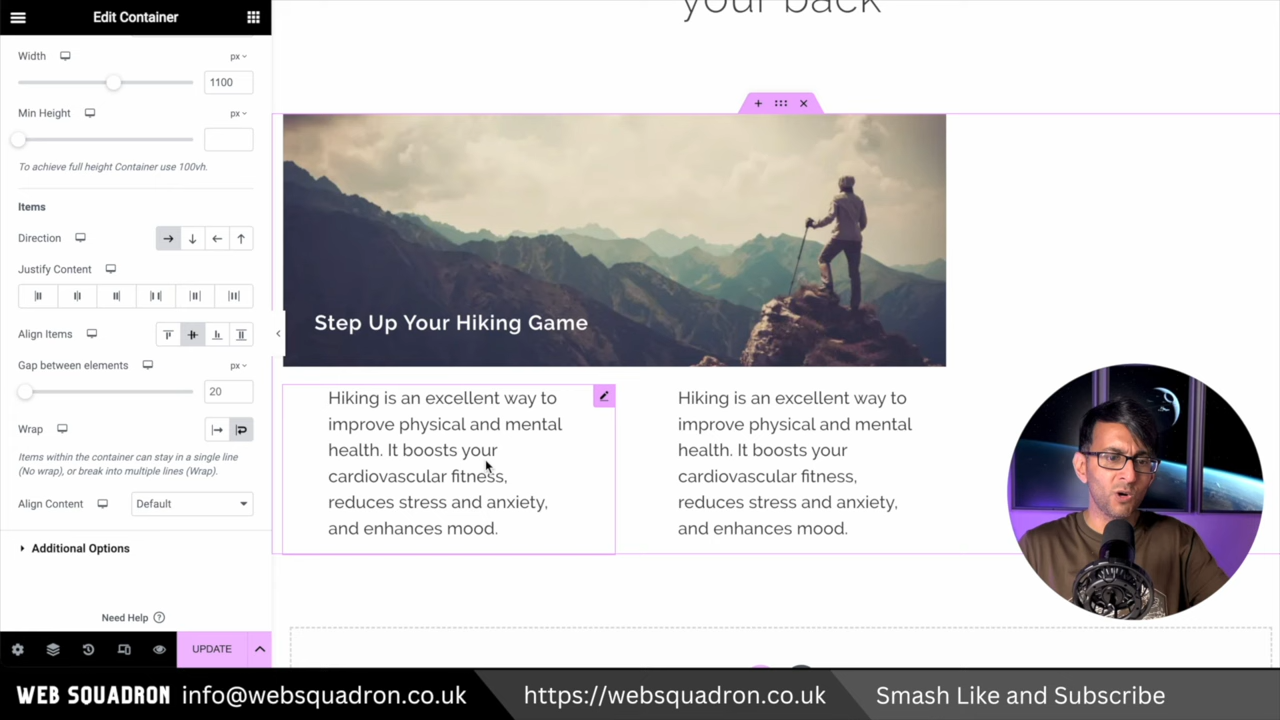 Edit Container
your back
Width
px
1100
Min Height
px
To achieve full height Container use 100vh.
Items
Direction
Justify Content
Align Items
Gap between elements
px
20
Wrap
Items within the container can stay in a single line
(No wrap), or break into multiple lines (Wrap).
Align Content
Default
Additional Options
Need Help
UPDATE
Step Up Your Hiking Game
Hiking is an excellent way to
improve physical and mental
health. It boosts your
cardiovascular fitness,
reduces stress and anxiety,
and enhances mood.
Hiking is an excellent way to
improve physical and mental
health. It boosts your
cardiovascular fitness,
reduces stress and anxiety,
and enhances mood.
WEB SQUADRON info@websquadron.co.uk
https://websquadron.co.uk
Smash Like and Subscribe